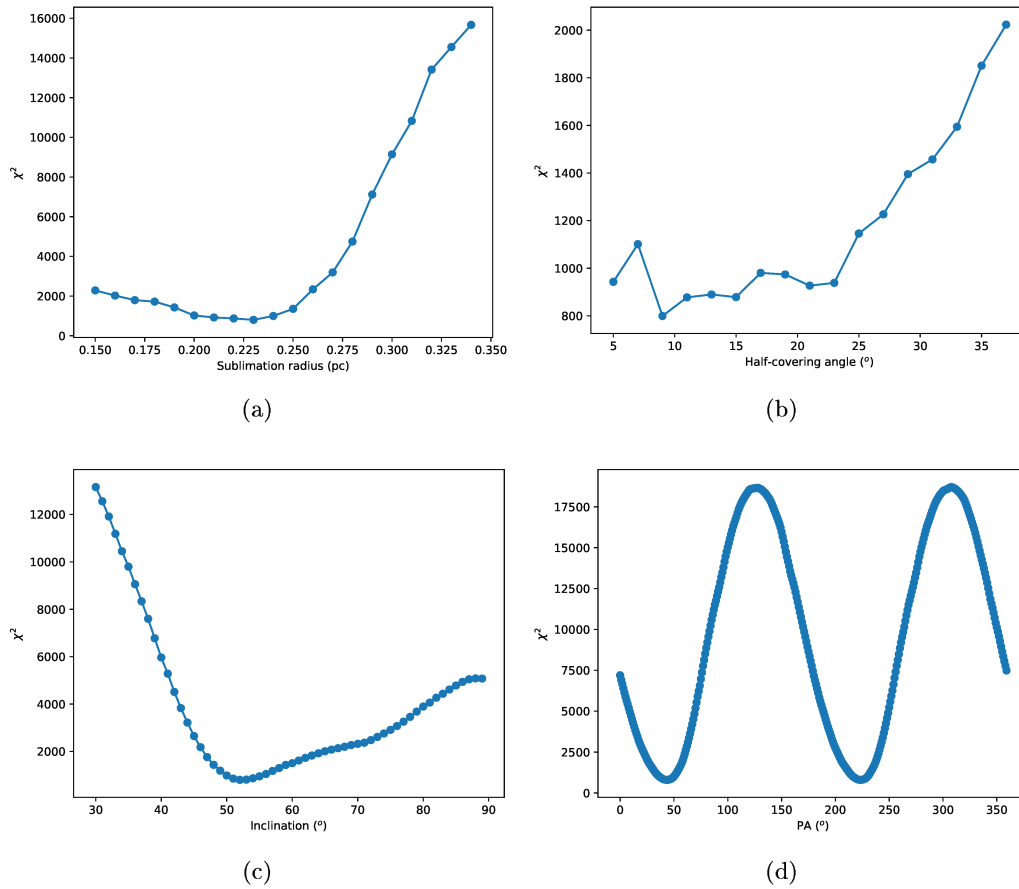 16000
14000
12000
10000
8000
6000
4000
2000
0
χ²
0.150 0.175 0.200 0.225 0.250 0.275 0.300 0.325 0.350
Sublimation radius (pc)
(a)
2000
1800
1600
1400
1200
1000
800
χ²
5 10 15 20 25 30 35
Half-covering angle (°)
(b)
12000
10000
8000
6000
4000
2000
χ²
30 40 50 60 70 80 90
Inclination (°)
(c)
17500
15000
12500
10000
7500
5000
2500
0
χ²
0 50 100 150 200 250 300 350
PA (°)
(d)